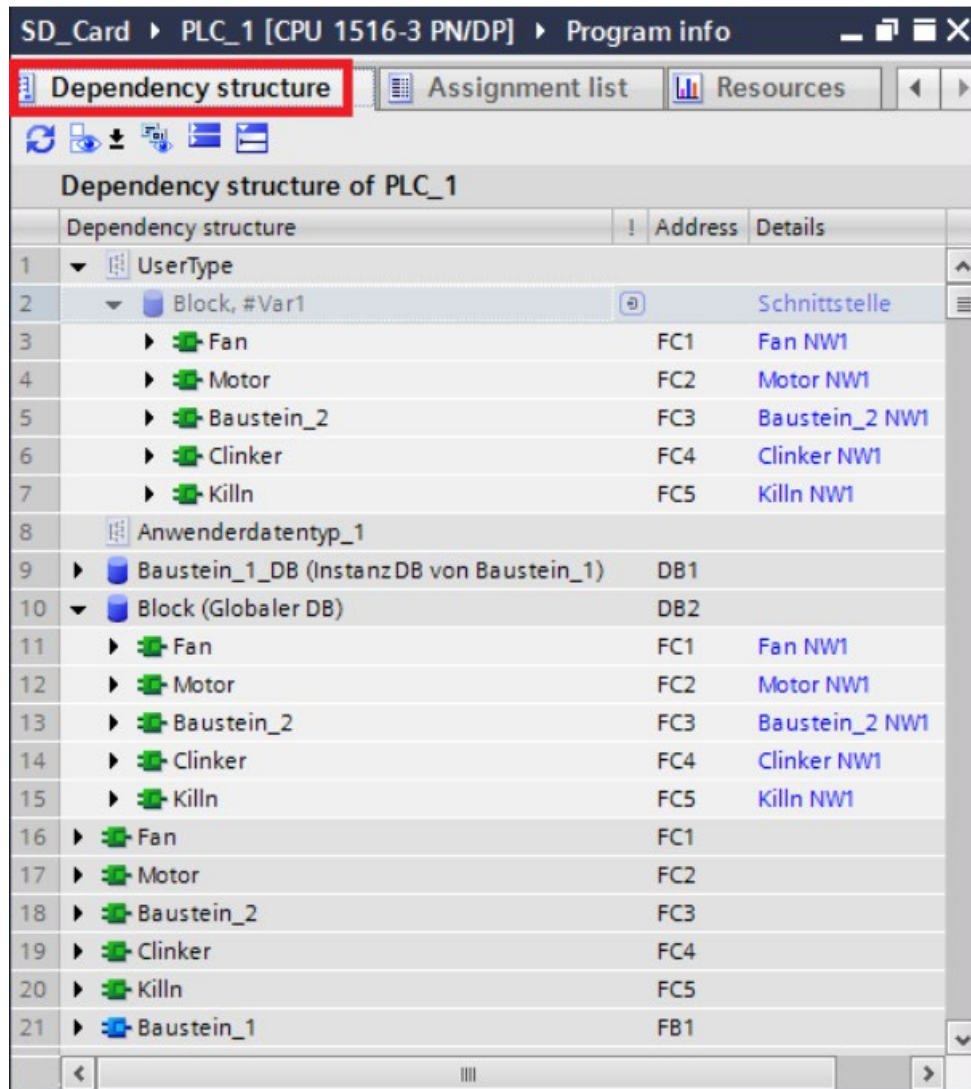 SD_Card ▸ PLC_1 [CPU 1516-3 PN/DP] ▸ Program info
Dependency structure Assignment list Resources
Dependency structure of PLC_1
Dependency structure ! Address Details
1 UserType
2 Block, #Var1 Schnittstelle
3 Fan FC1 Fan NW1
4 Motor FC2 Motor NW1
5 Baustein_2 FC3 Baustein_2 NW1
6 Clinker FC4 Clinker NW1
7 Killn FC5 Killn NW1
8 Anwenderdatentyp_1
9 Baustein_1_DB (InstanzDB von Baustein_1) DB1
10 Block (Globaler DB) DB2
11 Fan FC1 Fan NW1
12 Motor FC2 Motor NW1
13 Baustein_2 FC3 Baustein_2 NW1
14 Clinker FC4 Clinker NW1
15 Killn FC5 Killn NW1
16 Fan FC1
17 Motor FC2
18 Baustein_2 FC3
19 Clinker FC4
20 Killn FC5
21 Baustein_1 FB1